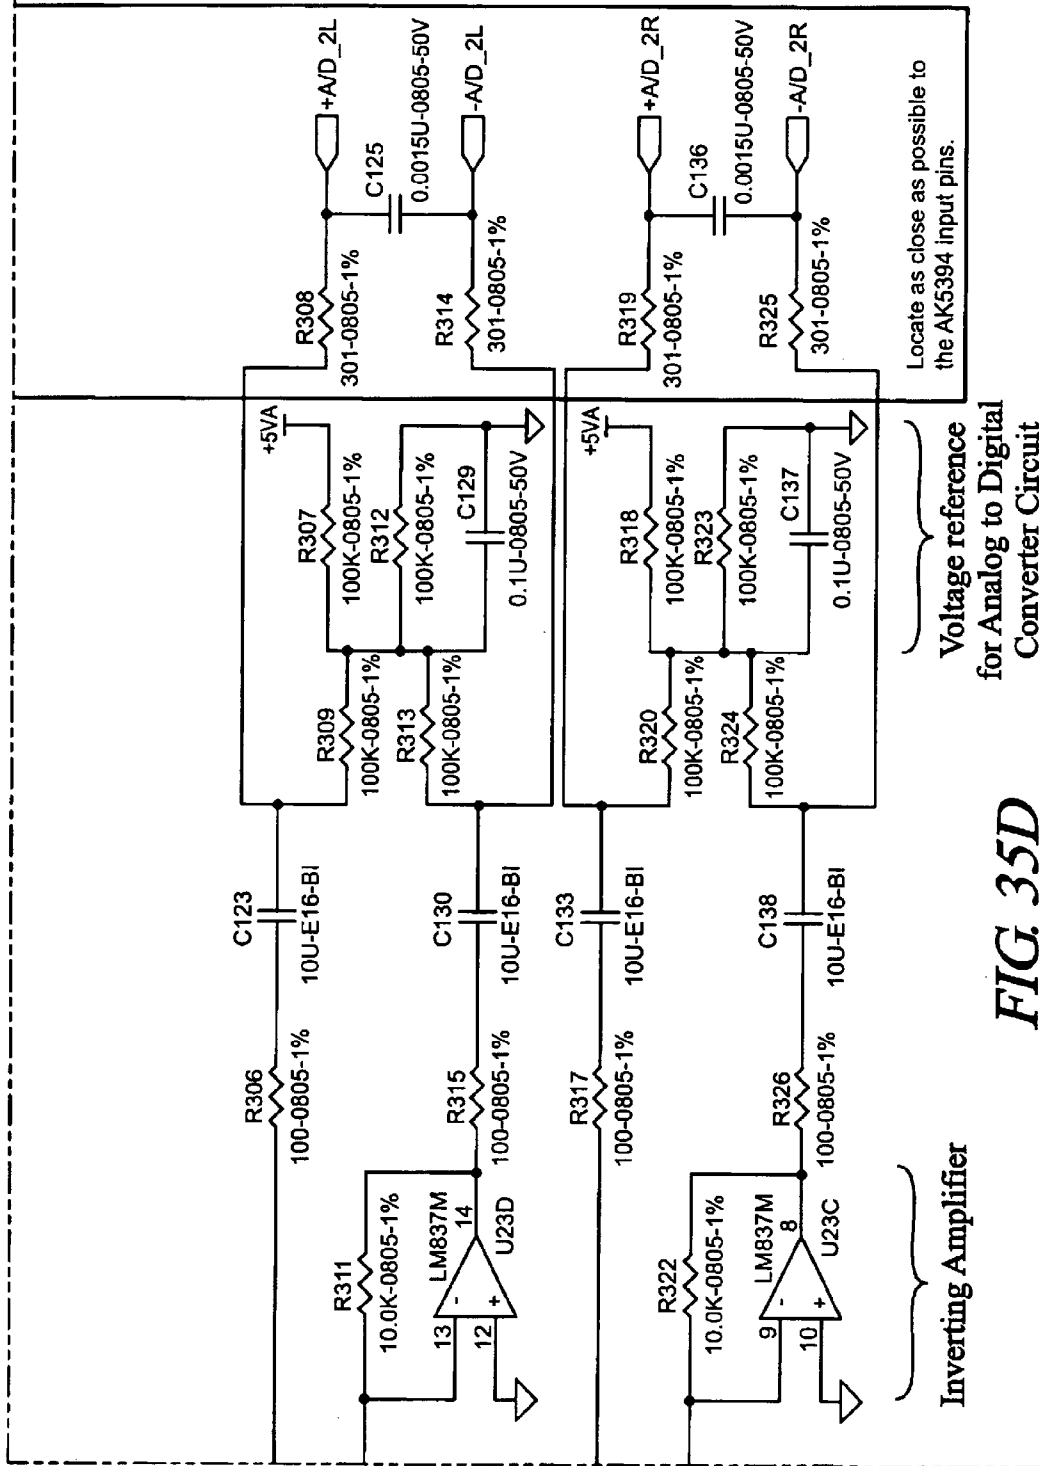 +A/D_2L
C125
0.0015U-0805-50V
-A/D_2L
R308
301-0805-1%
R314
301-0805-1%
+5VA
R307
100K-0805-1%
R312
100K-0805-1%
C129
0.1U-0805-50V
R309
100K-0805-1%
R313
100K-0805-1%
C123
10U-E16-BI
C130
10U-E16-BI
R306
100-0805-1%
R315
100-0805-1%
R311
10.0K-0805-1%
LM837M
13
-
12
+
14
U23D
+A/D_2R
C136
0.0015U-0805-50V
-A/D_2R
R319
301-0805-1%
R325
301-0805-1%
+5VA
R318
100K-0805-1%
R323
100K-0805-1%
C137
0.1U-0805-50V
R320
100K-0805-1%
R324
100K-0805-1%
C133
10U-E16-BI
C138
10U-E16-BI
R317
100-0805-1%
R326
100-0805-1%
R322
10.0K-0805-1%
LM837M
9
-
10
+
8
U23C
Locate as close as possible to
the AK5394 input pins.
Inverting Amplifier
Voltage reference
for Analog to Digital
Converter Circuit
FIG. 35D